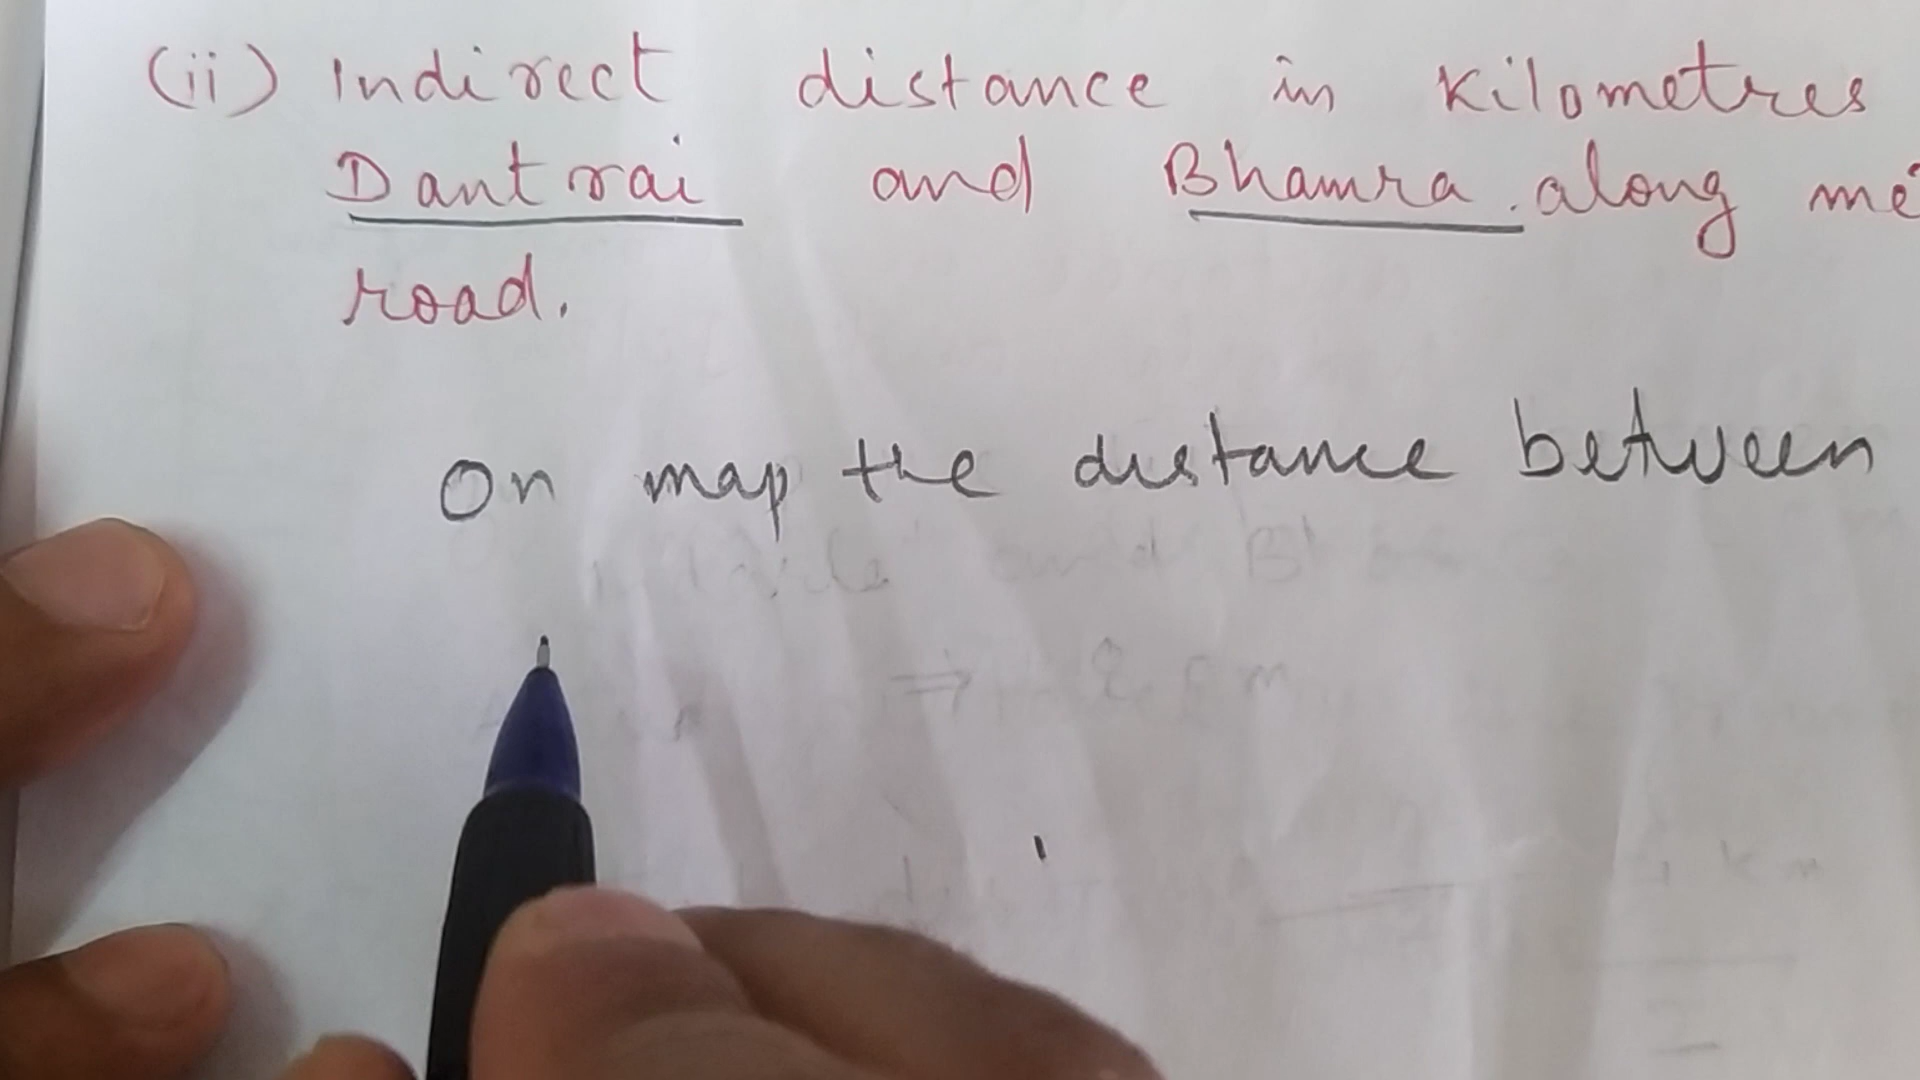 (ii) Indirect distance in Kilometres
Dantrai and Bhamra. along me
road.
On map the distance between